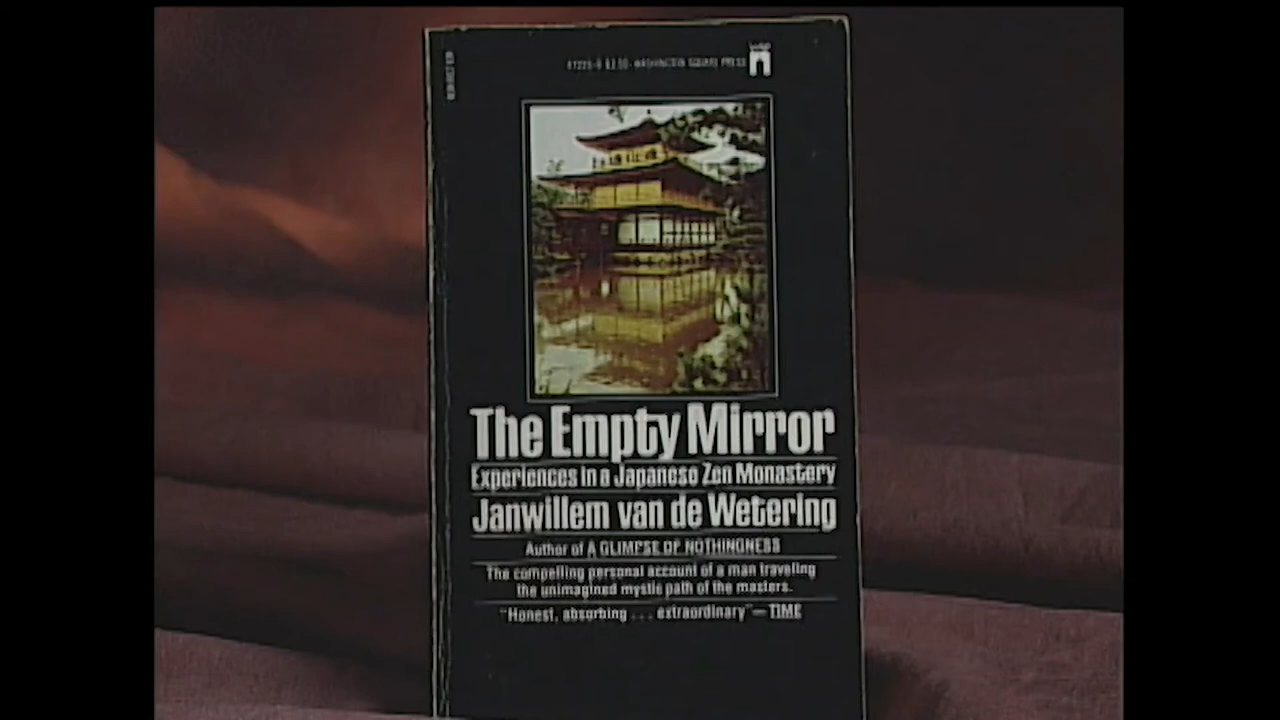 WASHINGTON SQUARE PRESS
The Empty Mirror
Experiences in a Japanese Zen Monastery
Janwillem van de Wetering
Author of A GLIMPSE OF NOTHINGNESS
The compelling personal account of a man traveling
the unimagined mystic path of the masters.
"Honest, absorbing . . . extraordinary"—TIME